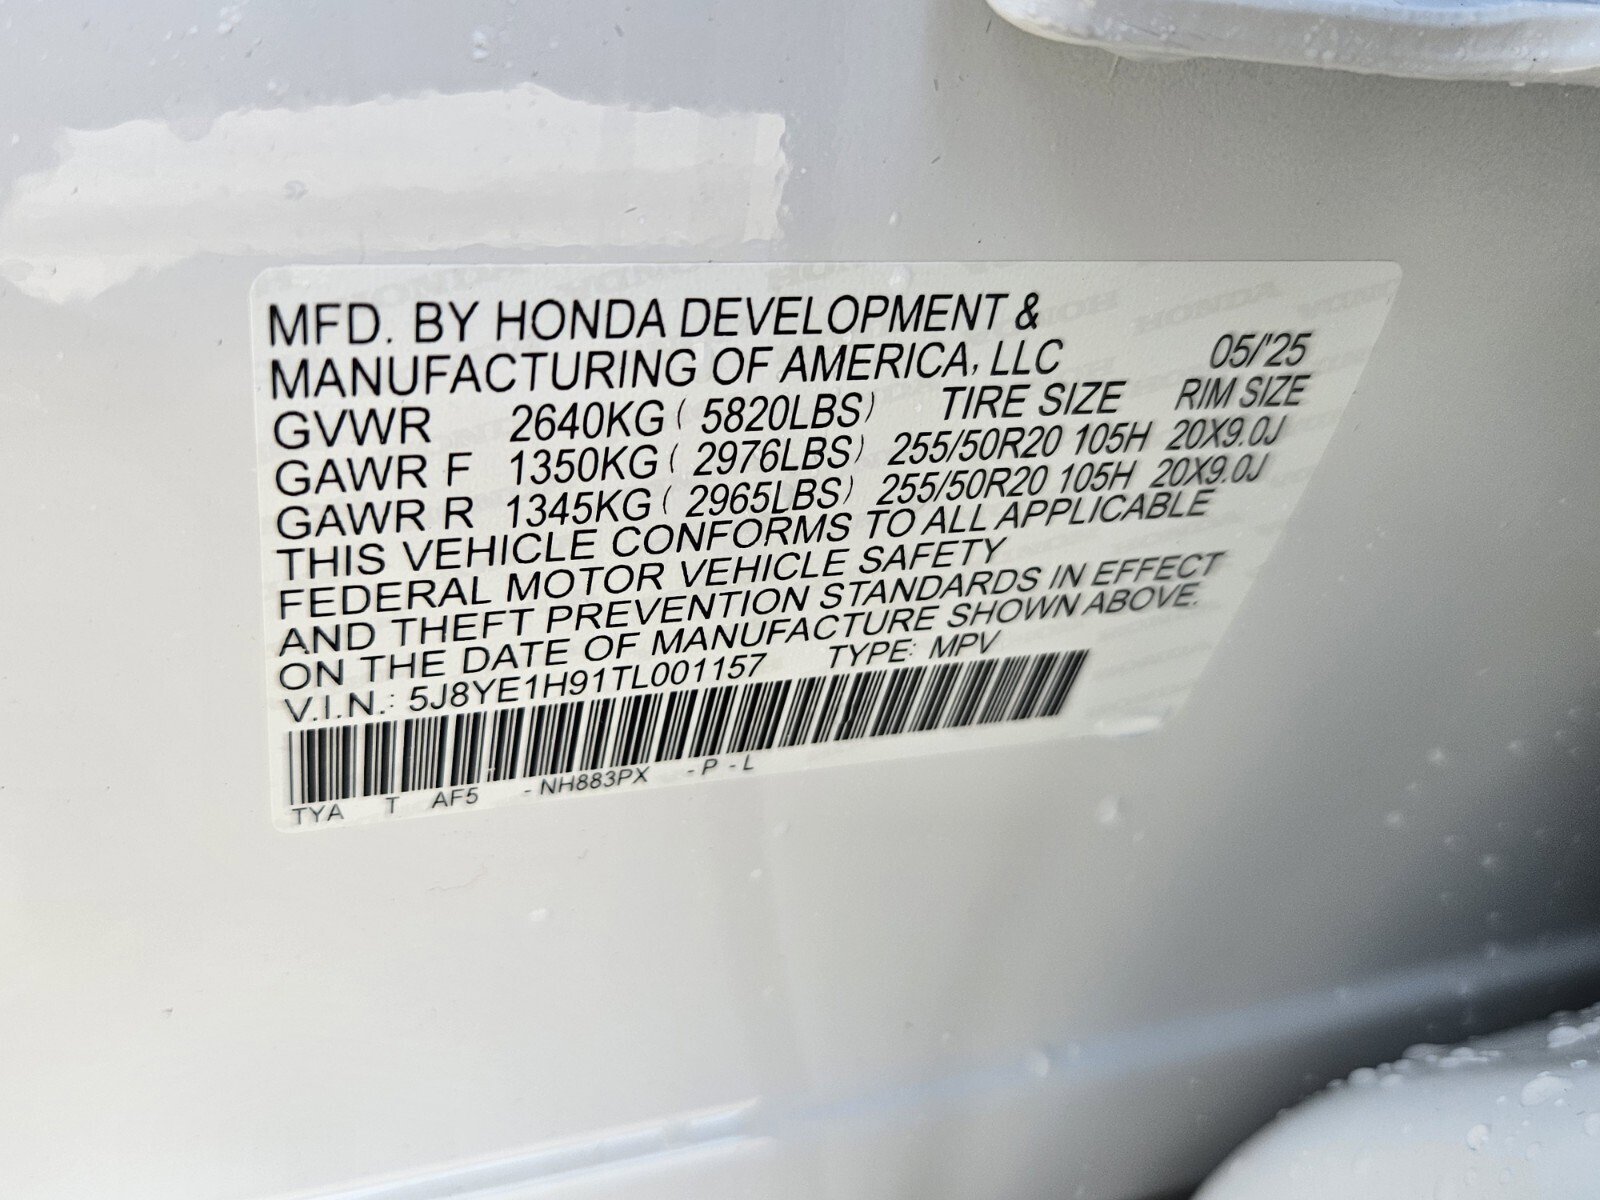 MFD. BY HONDA DEVELOPMENT &
MANUFACTURING OF AMERICA, LLC 05/'25
GVWR 2640KG ( 5820LBS) TIRE SIZE RIM SIZE
GAWR F 1350KG ( 2976LBS) 255/50R20 105H 20X9.0J
GAWR R 1345KG ( 2965LBS) 255/50R20 105H 20X9.0J
THIS VEHICLE CONFORMS TO ALL APPLICABLE
FEDERAL MOTOR VEHICLE SAFETY
AND THEFT PREVENTION STANDARDS IN EFFECT
ON THE DATE OF MANUFACTURE SHOWN ABOVE.
V.I.N.: 5J8YE1H91TL001157 TYPE: MPV
TYA T AF5 - NH883PX - P - L